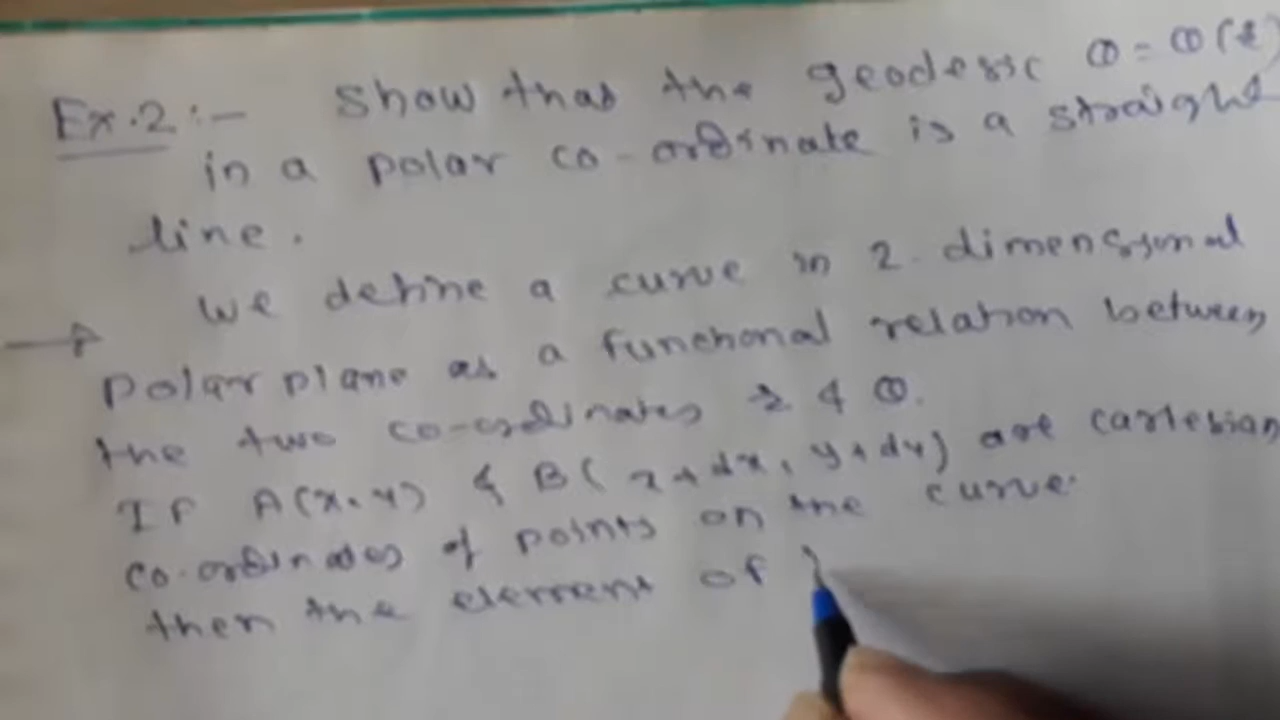 Ex.2 :- Show that the geodesic θ = θ(r)
in a polar co-ordinate is a straight
line.
We define a curve in 2-dimensional
polar plane as a functional relation between
the two co-ordinates r & θ.
If A(x, y) & B(x+dx, y+dy) are cartesian
co-ordinates of points on the curve.
then the element of